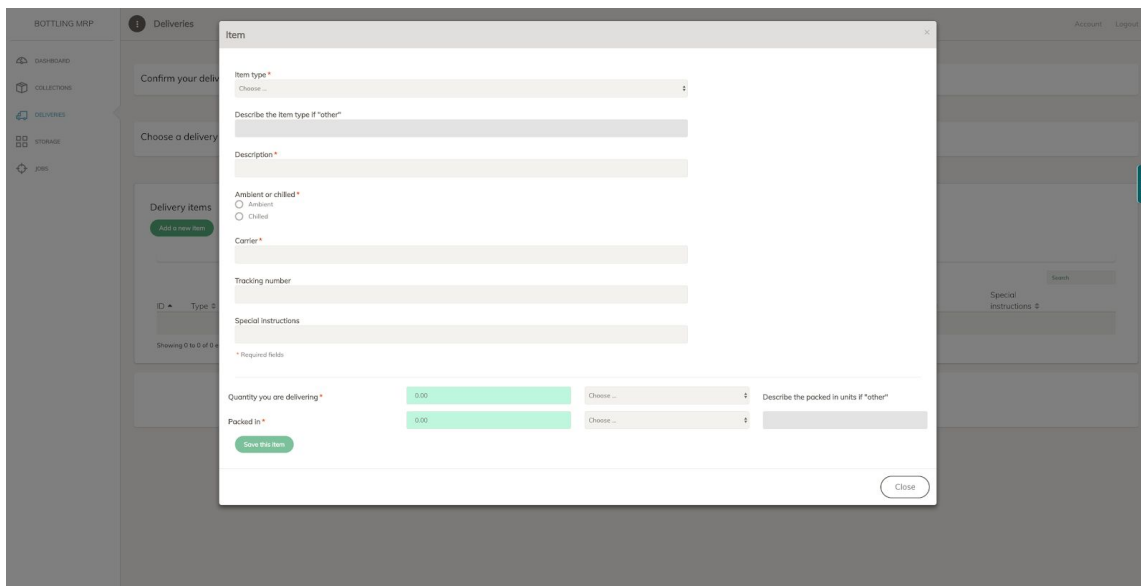 BOTTLING MRP
Deliveries
Account Logout
DASHBOARD
COLLECTIONS
DELIVERIES
STORAGE
JOBS
Confirm your deliv
Choose a delivery
Delivery items
Add a new item
Search
ID Type
Special
instructions
Showing 0 to 0 of 0 e
Item
×
Item type *
Choose ...
Describe the item type if "other"
Description *
Ambient or chilled *
Ambient
Chilled
Carrier *
Tracking number
Special instructions
* Required fields
Quantity you are delivering * 0.00 Choose ... Describe the packed in units if "other"
Packed in * 0.00 Choose ...
Save this item
Close